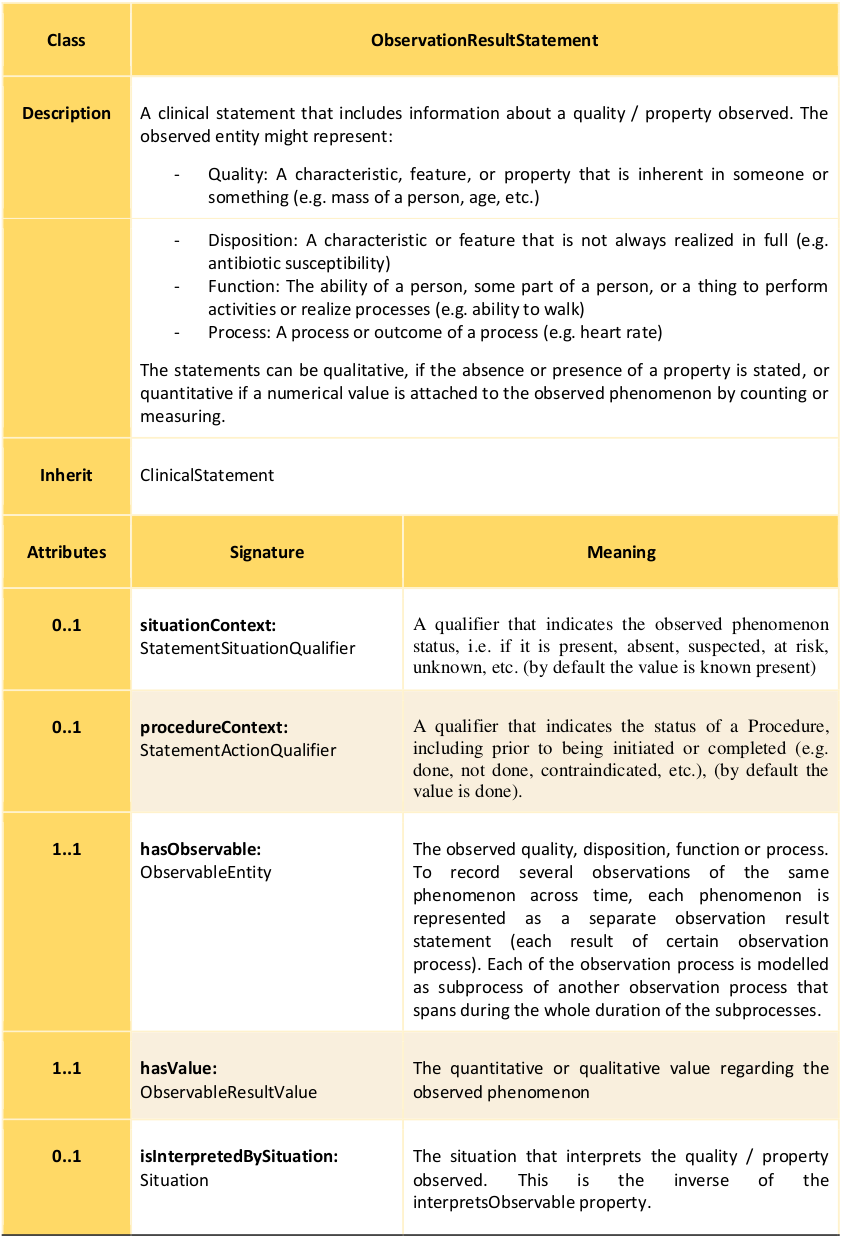 Class
ObservationResultStatement
Description
A clinical statement that includes information about a quality / property observed. The
observed entity might represent:
- Quality: A characteristic, feature, or property that is inherent in someone or
something (e.g. mass of a person, age, etc.)
- Disposition: A characteristic or feature that is not always realized in full (e.g.
antibiotic susceptibility)
- Function: The ability of a person, some part of a person, or a thing to perform
activities or realize processes (e.g. ability to walk)
- Process: A process or outcome of a process (e.g. heart rate)
The statements can be qualitative, if the absence or presence of a property is stated, or
quantitative if a numerical value is attached to the observed phenomenon by counting or
measuring.
Inherit
ClinicalStatement
Attributes
Signature
Meaning
0..1
situationContext:
StatementSituationQualifier
A qualifier that indicates the observed phenomenon
status, i.e. if it is present, absent, suspected, at risk,
unknown, etc. (by default the value is known present)
0..1
procedureContext:
StatementActionQualifier
A qualifier that indicates the status of a Procedure,
including prior to being initiated or completed (e.g.
done, not done, contraindicated, etc.), (by default the
value is done).
1..1
hasObservable:
ObservableEntity
The observed quality, disposition, function or process.
To record several observations of the same
phenomenon across time, each phenomenon is
represented as a separate observation result
statement (each result of certain observation
process). Each of the observation process is modelled
as subprocess of another observation process that
spans during the whole duration of the subprocesses.
1..1
hasValue:
ObservableResultValue
The quantitative or qualitative value regarding the
observed phenomenon
0..1
isInterpretedBySituation:
Situation
The situation that interprets the quality / property
observed. This is the inverse of the
interpretsObservable property.